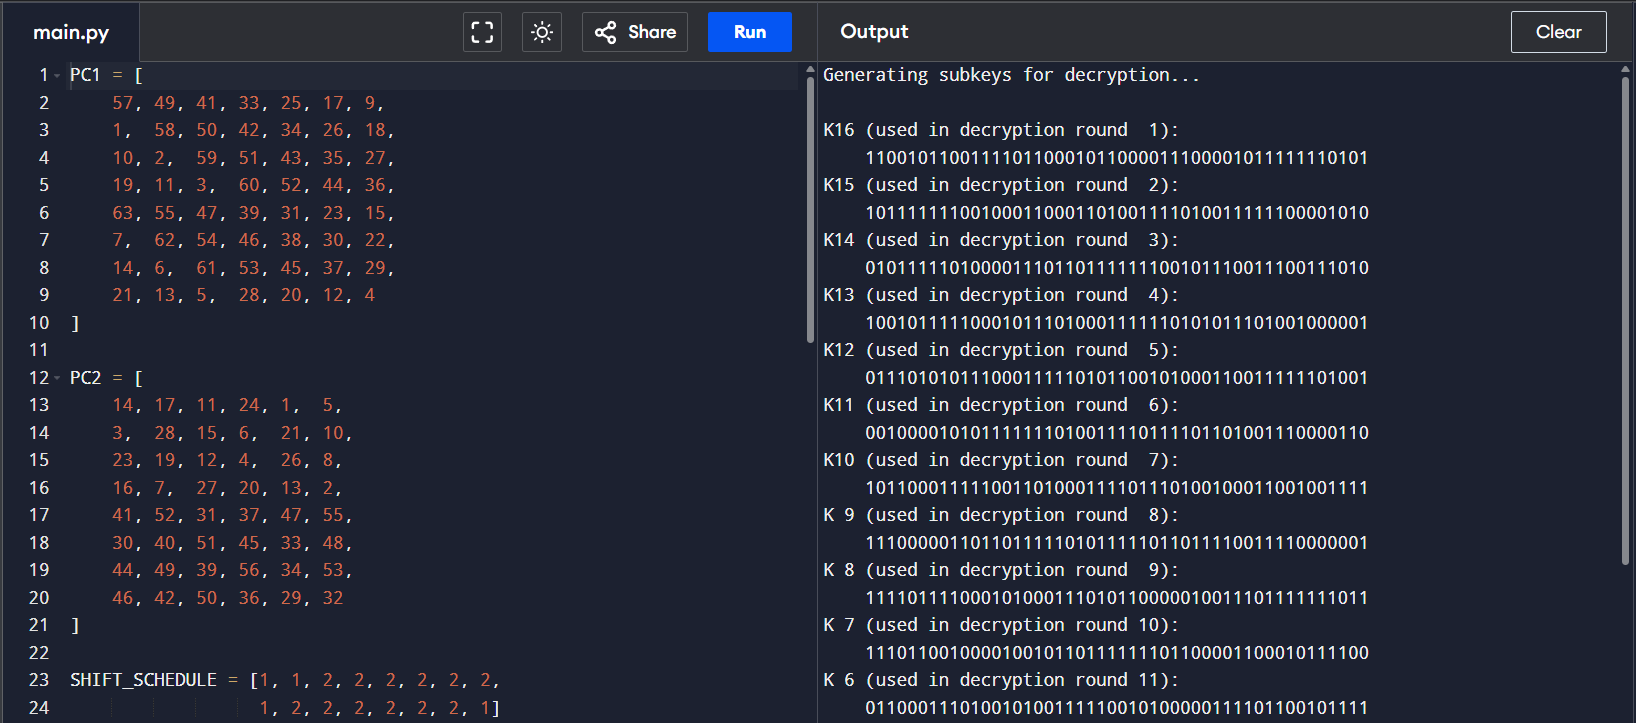 main.py
Share
Run
Output
Clear
1 PC1 = [
2 57, 49, 41, 33, 25, 17, 9,
3 1, 58, 50, 42, 34, 26, 18,
4 10, 2, 59, 51, 43, 35, 27,
5 19, 11, 3, 60, 52, 44, 36,
6 63, 55, 47, 39, 31, 23, 15,
7 7, 62, 54, 46, 38, 30, 22,
8 14, 6, 61, 53, 45, 37, 29,
9 21, 13, 5, 28, 20, 12, 4
10 ]
11
12 PC2 = [
13 14, 17, 11, 24, 1, 5,
14 3, 28, 15, 6, 21, 10,
15 23, 19, 12, 4, 26, 8,
16 16, 7, 27, 20, 13, 2,
17 41, 52, 31, 37, 47, 55,
18 30, 40, 51, 45, 33, 48,
19 44, 49, 39, 56, 34, 53,
20 46, 42, 50, 36, 29, 32
21 ]
22
23 SHIFT_SCHEDULE = [1, 1, 2, 2, 2, 2, 2, 2,
24 1, 2, 2, 2, 2, 2, 2, 1]
Generating subkeys for decryption...
K16 (used in decryption round 1):
110010110011110110001011000011100001011111110101
K15 (used in decryption round 2):
101111111001000110001101001111010011111100001010
K14 (used in decryption round 3):
010111110100001110110111111100101110011100111010
K13 (used in decryption round 4):
100101111100010111010001111110101011101001000001
K12 (used in decryption round 5):
011101010111000111110101100101000110011111101001
K11 (used in decryption round 6):
001000010101111111010011110111101101001110000110
K10 (used in decryption round 7):
101100011111001101000111101110100100011001001111
K 9 (used in decryption round 8):
111000001101101111101011111011011110011110000001
K 8 (used in decryption round 9):
111101111000101000111010110000010011101111111011
K 7 (used in decryption round 10):
111011001000010010110111111101100001100010111100
K 6 (used in decryption round 11):
011000111010010100111110010100000111101100101111